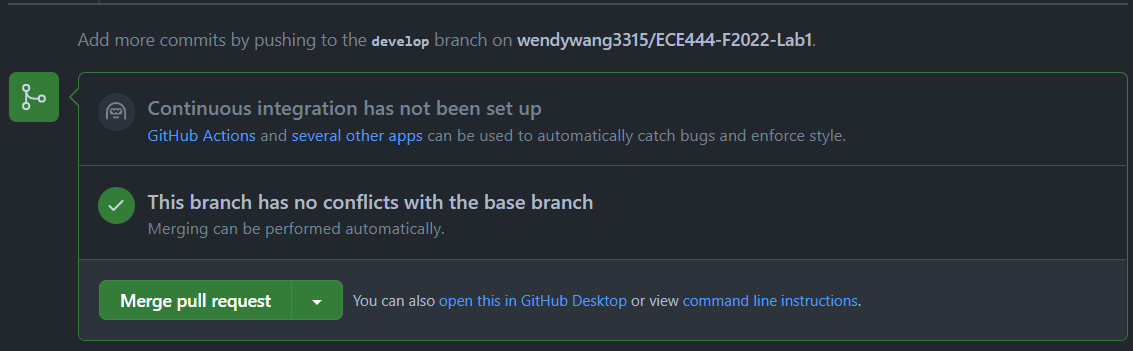 Add more commits by pushing to the develop branch on wendywang3315/ECE444-F2022-Lab1.
Continuous integration has not been set up
GitHub Actions and several other apps can be used to automatically catch bugs and enforce style.
This branch has no conflicts with the base branch
Merging can be performed automatically.
Merge pull request You can also open this in GitHub Desktop or view command line instructions.